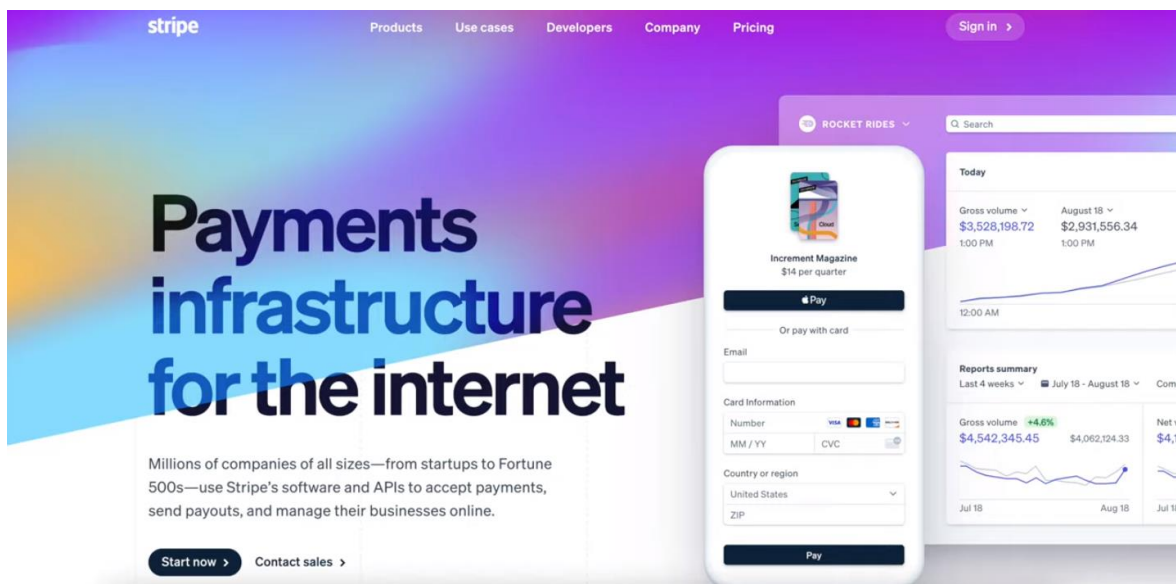 stripe
Products Use cases Developers Company Pricing
Sign in >
Payments
infrastructure
for the internet
Millions of companies of all sizes—from startups to Fortune
500s—use Stripe's software and APIs to accept payments,
send payouts, and manage their businesses online.
Start now > Contact sales >
ROCKET RIDES
Search
Cloud
Increment Magazine
$14 per quarter
Pay
Or pay with card
Email
Card Information
Number VISA
MM / YY CVC
Country or region
United States
ZIP
Pay
Today
Gross volume August 18
$3,528,198.72 $2,931,556.34
1:00 PM 1:00 PM
12:00 AM
Reports summary
Last 4 weeks July 18 - August 18 Com
Gross volume +4.6% Net
$4,542,345.45 $4,062,124.33
Jul 18 Aug 18 Jul 1